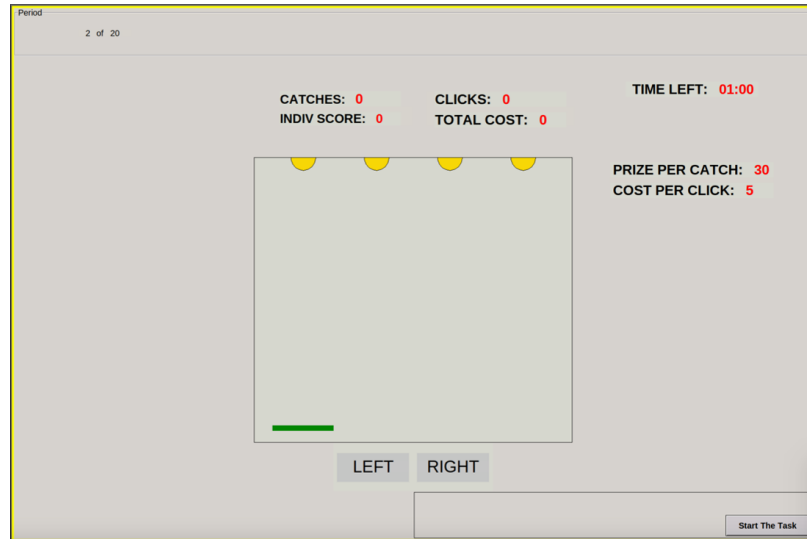 Period
2 of 20
TIME LEFT: 01:00
CATCHES: 0
CLICKS: 0
INDIV SCORE: 0
TOTAL COST: 0
PRIZE PER CATCH: 30
COST PER CLICK: 5
LEFT
RIGHT
Start The Task